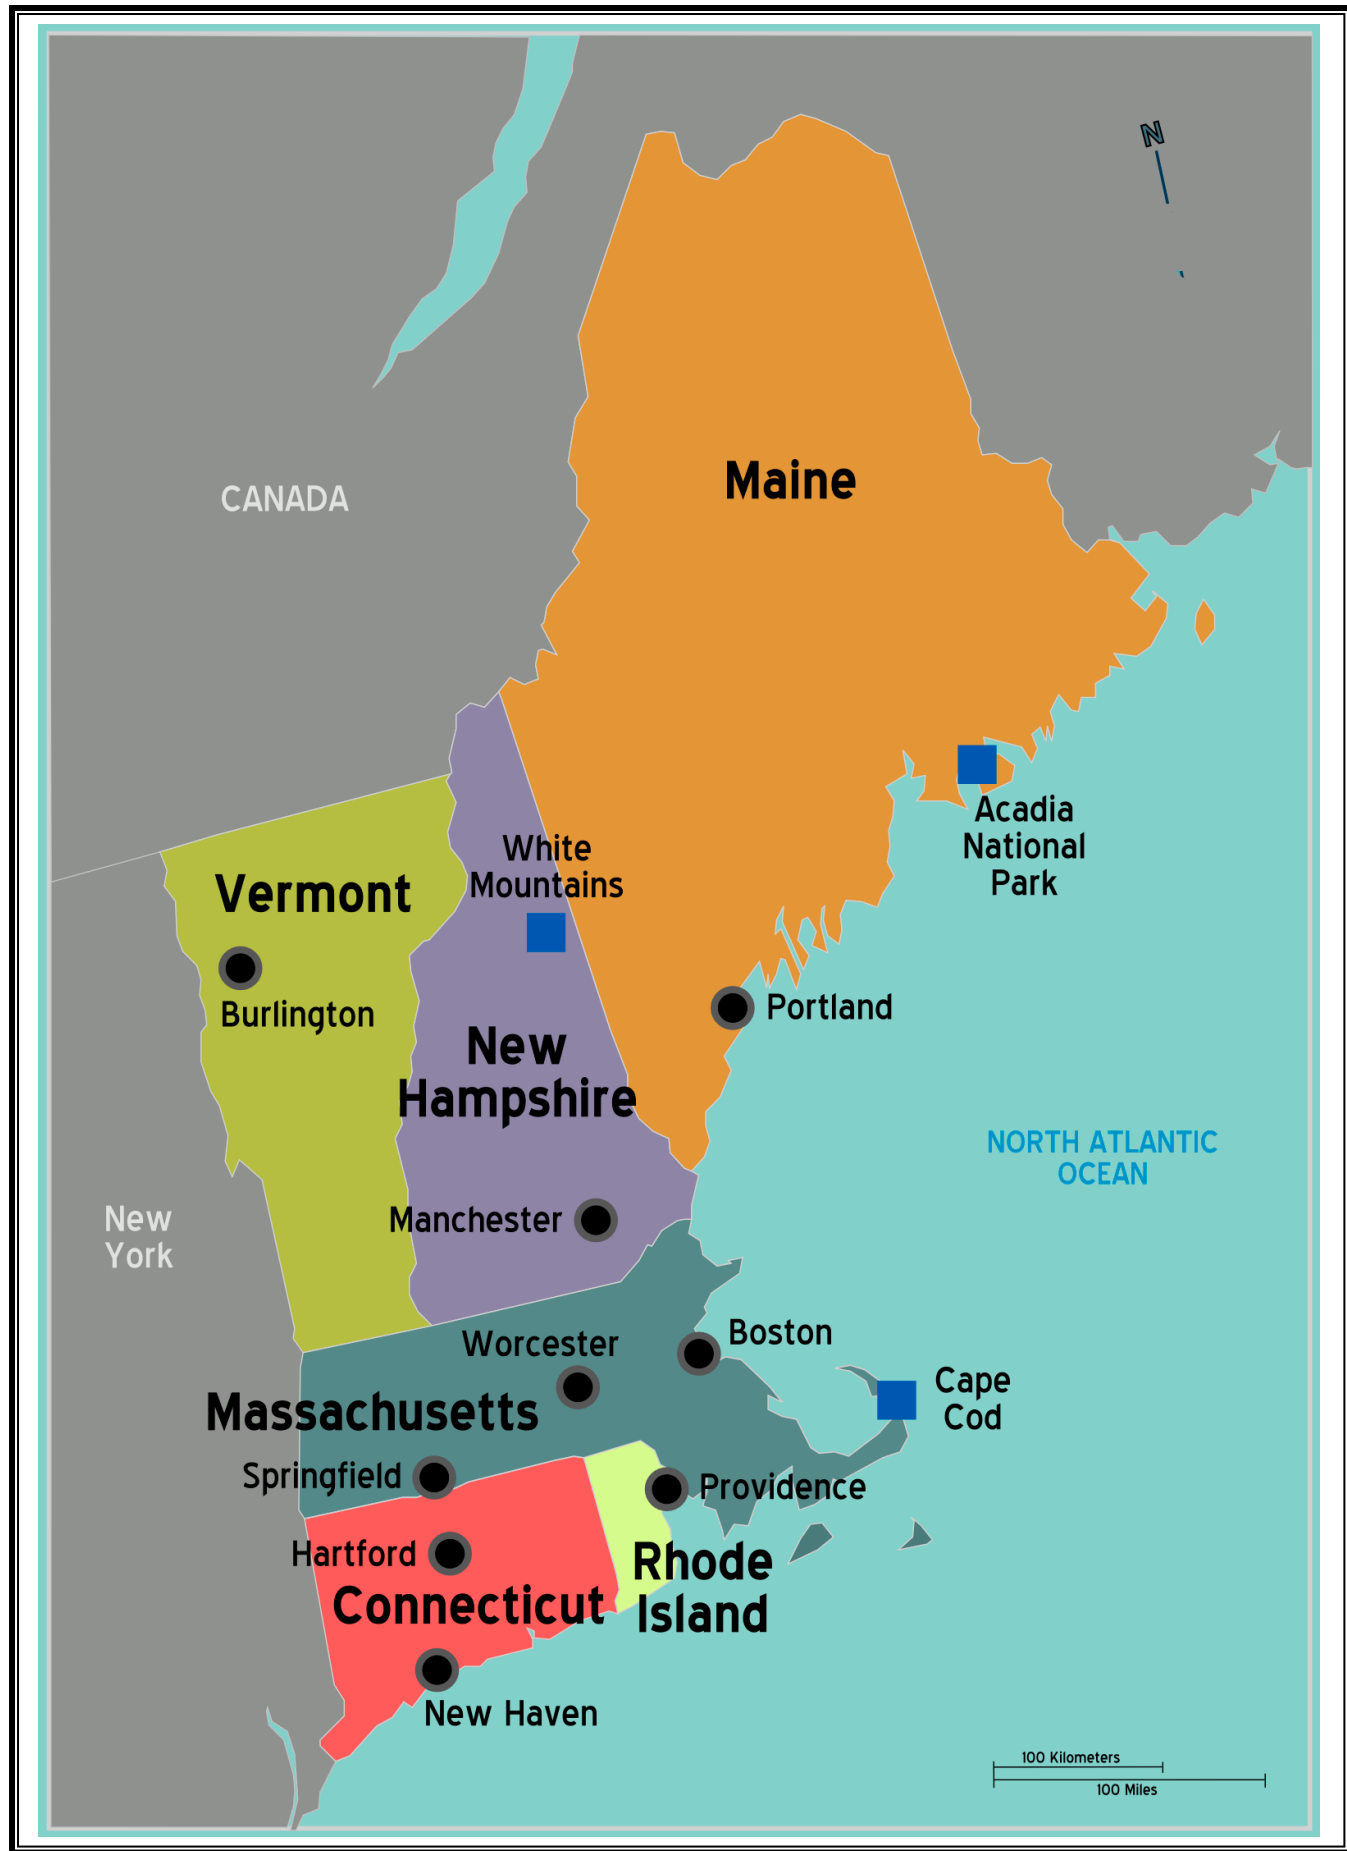 N
Maine
CANADA
White
Mountains
Acadia
National
Park
Vermont
Burlington
Portland
New
Hampshire
NORTH ATLANTIC
OCEAN
New
York
Manchester
Worcester
Boston
Cape
Cod
Massachusetts
Springfield
Providence
Hartford
Rhode
Island
Connecticut
New Haven
100 Kilometers
100 Miles